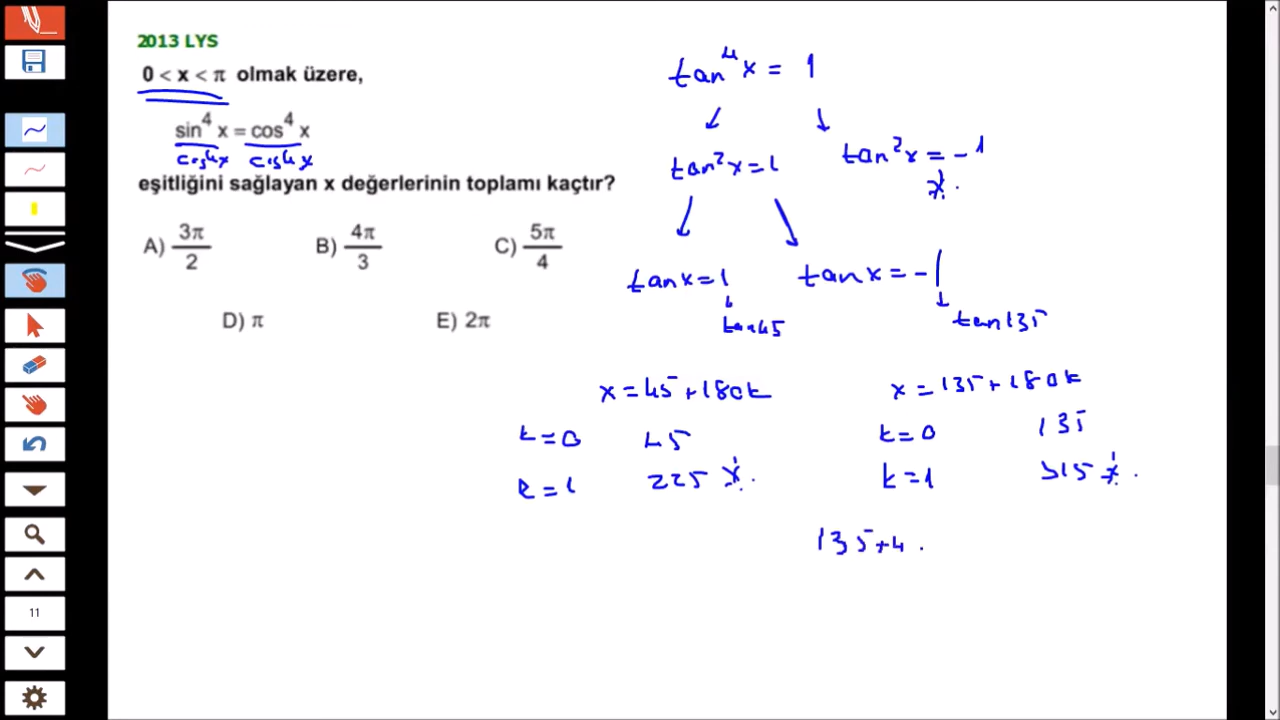 2013 LYS
0 < x < π olmak üzere,
sin⁴ x = cos⁴ x
cos⁴x cos⁴x
eşitliğini sağlayan x değerlerinin toplamı kaçtır?
A) 3π/2 B) 4π/3 C) 5π/4
D) π E) 2π
tan⁴x = 1
tan²x = 1 tan²x = -1
tanx = 1 tanx = -1
tan45 tan135
x = 45 + 180k x = 135 + 180k
k = 0 45 k = 0 135
k = 1 225 k = 1 315
135 + 4
11